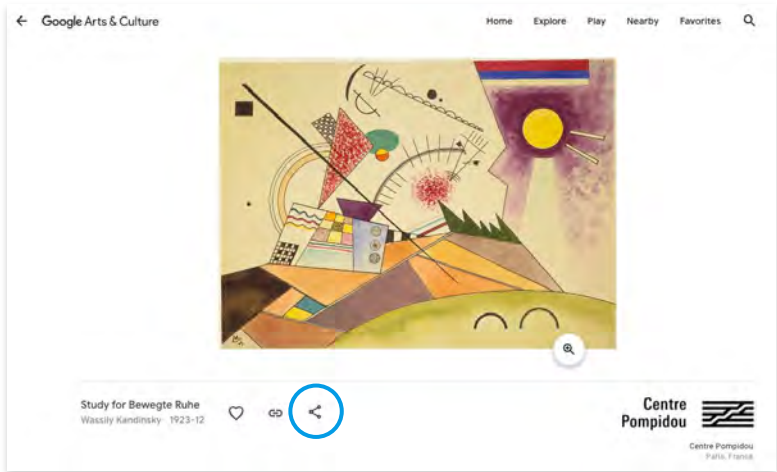 Google Arts & Culture
Home Explore Play Nearby Favorites
Study for Bewegte Ruhe
Wassily Kandinsky 1923-12
Centre
Pompidou
Centre Pompidou
Paris, France